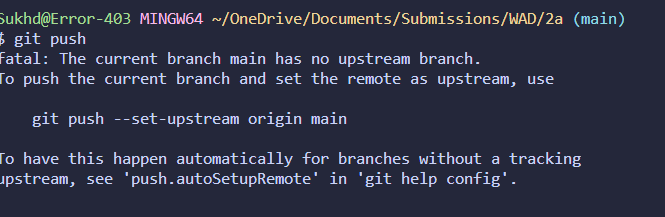 Sukhd@Error-403 MINGW64 ~/OneDrive/Documents/Submissions/WAD/2a (main)
$ git push
fatal: The current branch main has no upstream branch.
To push the current branch and set the remote as upstream, use
    git push --set-upstream origin main
To have this happen automatically for branches without a tracking
upstream, see 'push.autoSetupRemote' in 'git help config'.